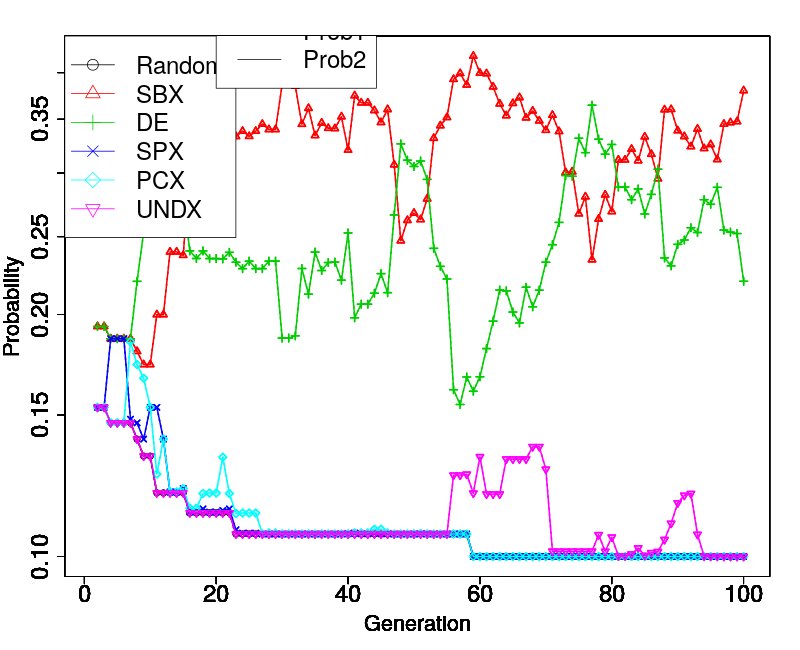 Prob1
Random
Prob2
SBX
DE
SPX
PCX
UNDX
0.35
0.25
0.20
0.15
0.10
Probability
0 20 40 60 80 100
Generation